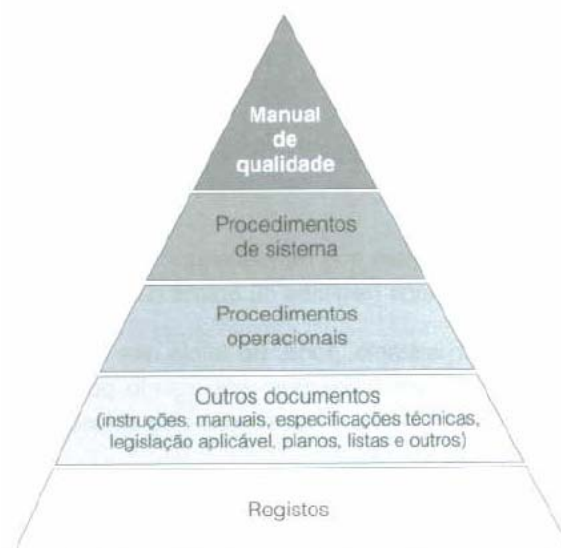 Manual
de
qualidade
Procedimentos
de sistema
Procedimentos
operacionais
Outros documentos
(instruções, manuais, especificações técnicas,
legislação aplicável, planos, listas e outros)
Registos